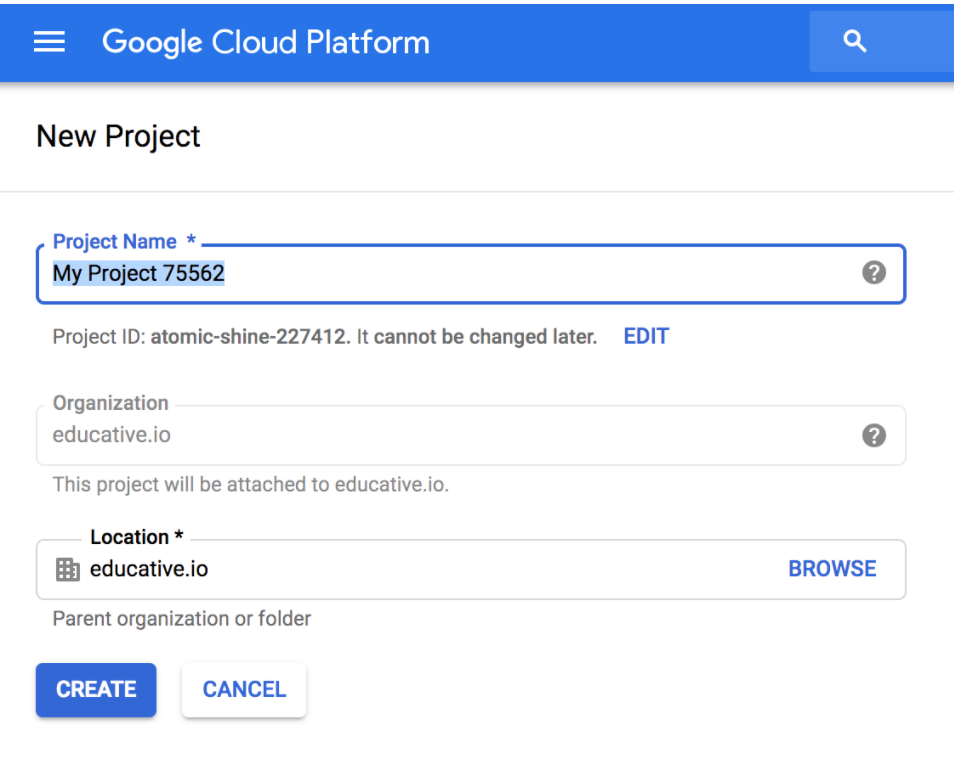 Google Cloud Platform
New Project
Project Name *
My Project 75562
Project ID: atomic-shine-227412. It cannot be changed later. EDIT
Organization
educative.io
This project will be attached to educative.io.
Location *
educative.io BROWSE
Parent organization or folder
CREATE CANCEL